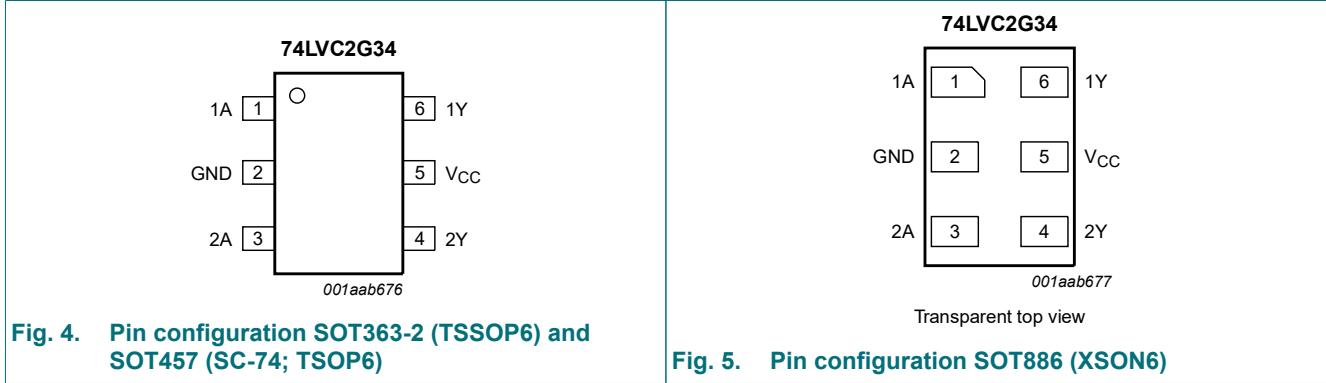 74LVC2G34
1A 1 6 1Y
GND 2 5 VCC
2A 3 4 2Y
001aab676
Fig. 4. Pin configuration SOT363-2 (TSSOP6) and
SOT457 (SC-74; TSOP6)
74LVC2G34
1A 1 6 1Y
GND 2 5 VCC
2A 3 4 2Y
001aab677
Transparent top view
Fig. 5. Pin configuration SOT886 (XSON6)